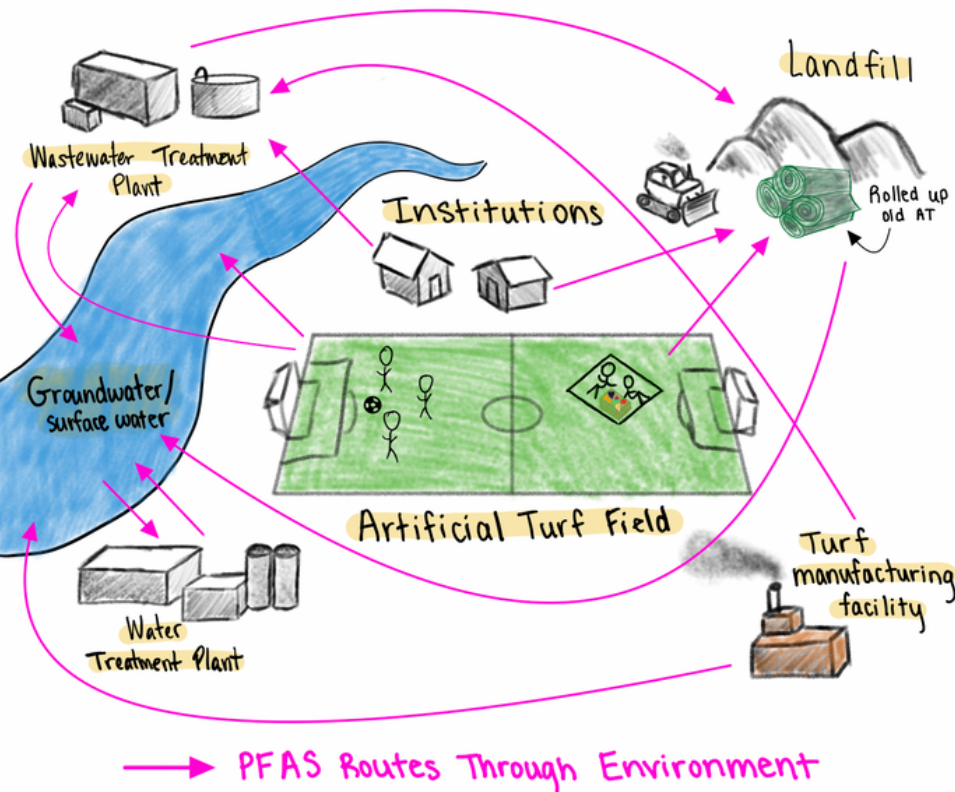 Landfill
Wastewater Treatment
Plant
Rolled up
old AT
Institutions
Groundwater/
surface water
Artificial Turf Field
Turf
manufacturing
facility
Water
Treatment Plant
PFAS Routes Through Environment